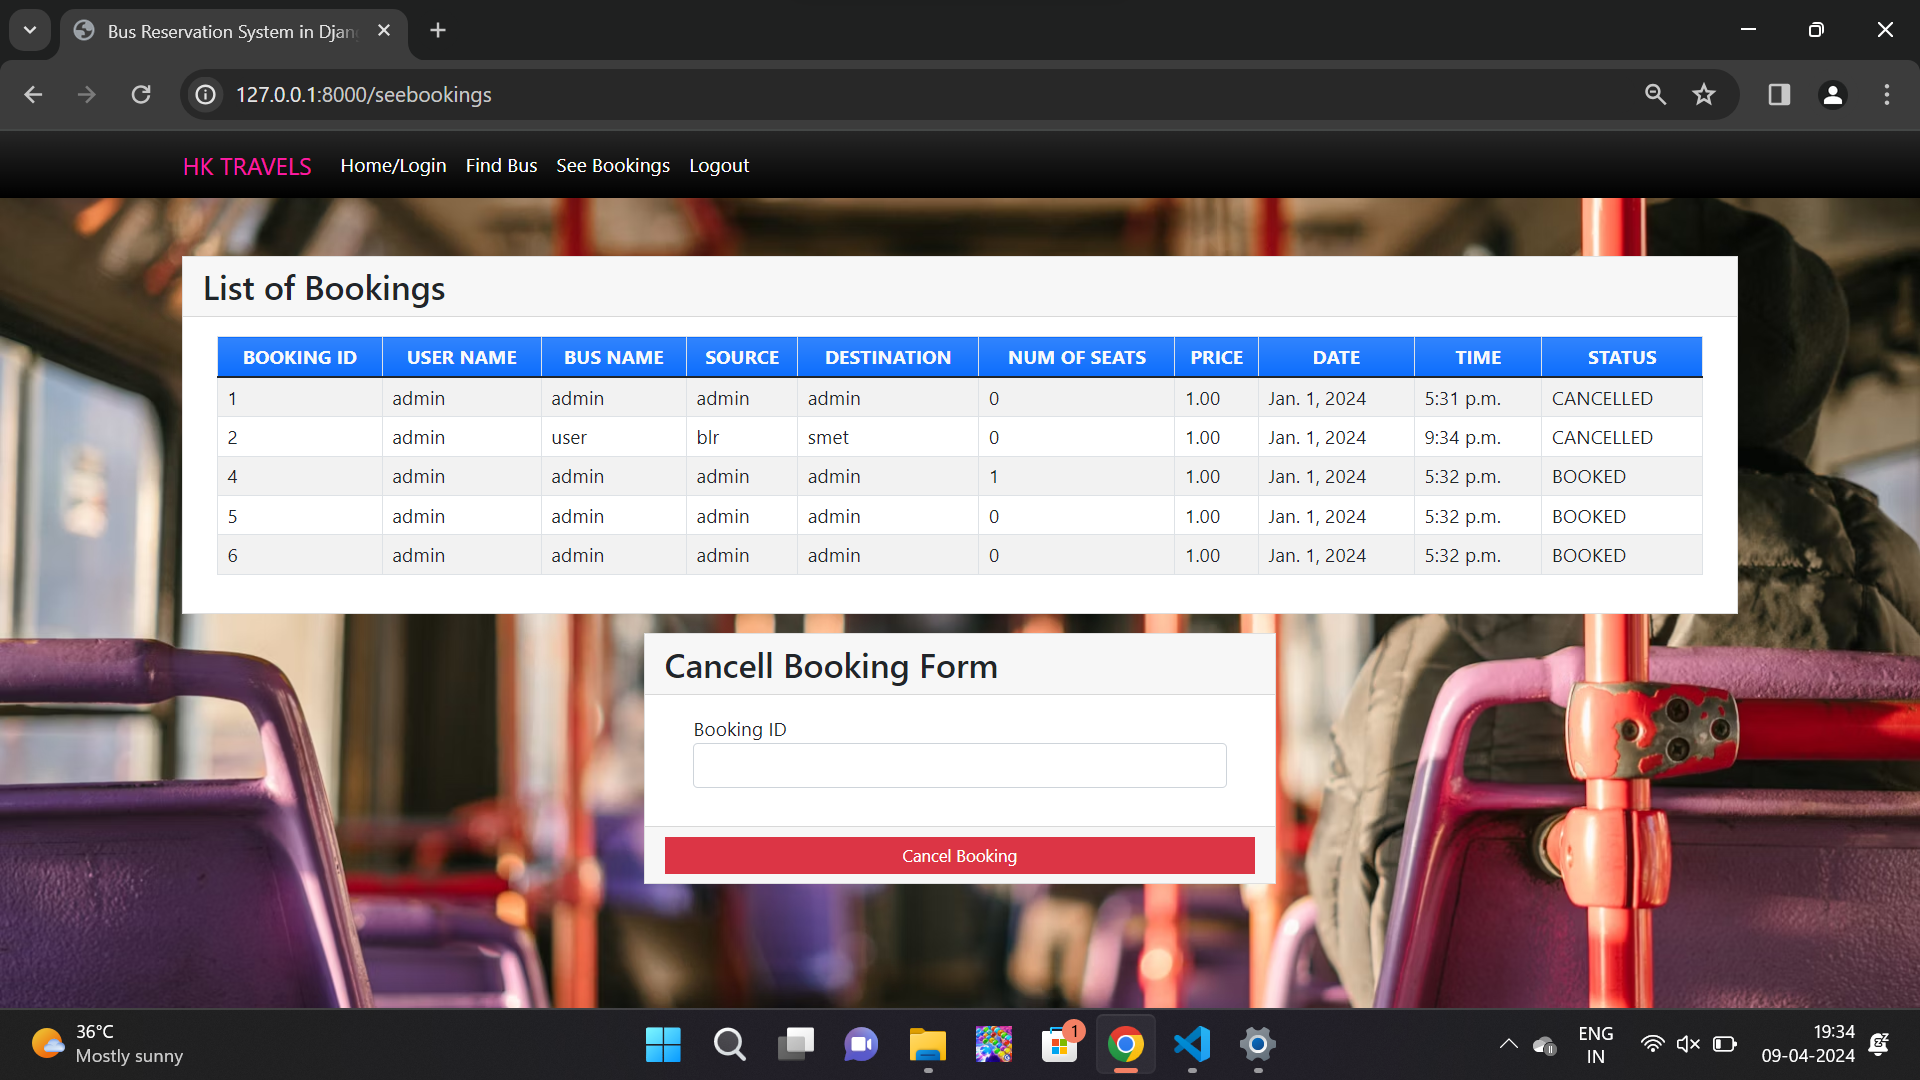 Bus Reservation System in Djan
127.0.0.1:8000/seebookings
HK TRAVELS Home/Login Find Bus See Bookings Logout
List of Bookings
BOOKING ID USER NAME BUS NAME SOURCE DESTINATION NUM OF SEATS PRICE DATE TIME STATUS
1 admin admin admin admin 0 1.00 Jan. 1, 2024 5:31 p.m. CANCELLED
2 admin user blr smet 0 1.00 Jan. 1, 2024 9:34 p.m. CANCELLED
4 admin admin admin admin 1 1.00 Jan. 1, 2024 5:32 p.m. BOOKED
5 admin admin admin admin 0 1.00 Jan. 1, 2024 5:32 p.m. BOOKED
6 admin admin admin admin 0 1.00 Jan. 1, 2024 5:32 p.m. BOOKED
Cancell Booking Form
Booking ID
Cancel Booking
36°C
Mostly sunny
1
ENG
IN
19:34
09-04-2024